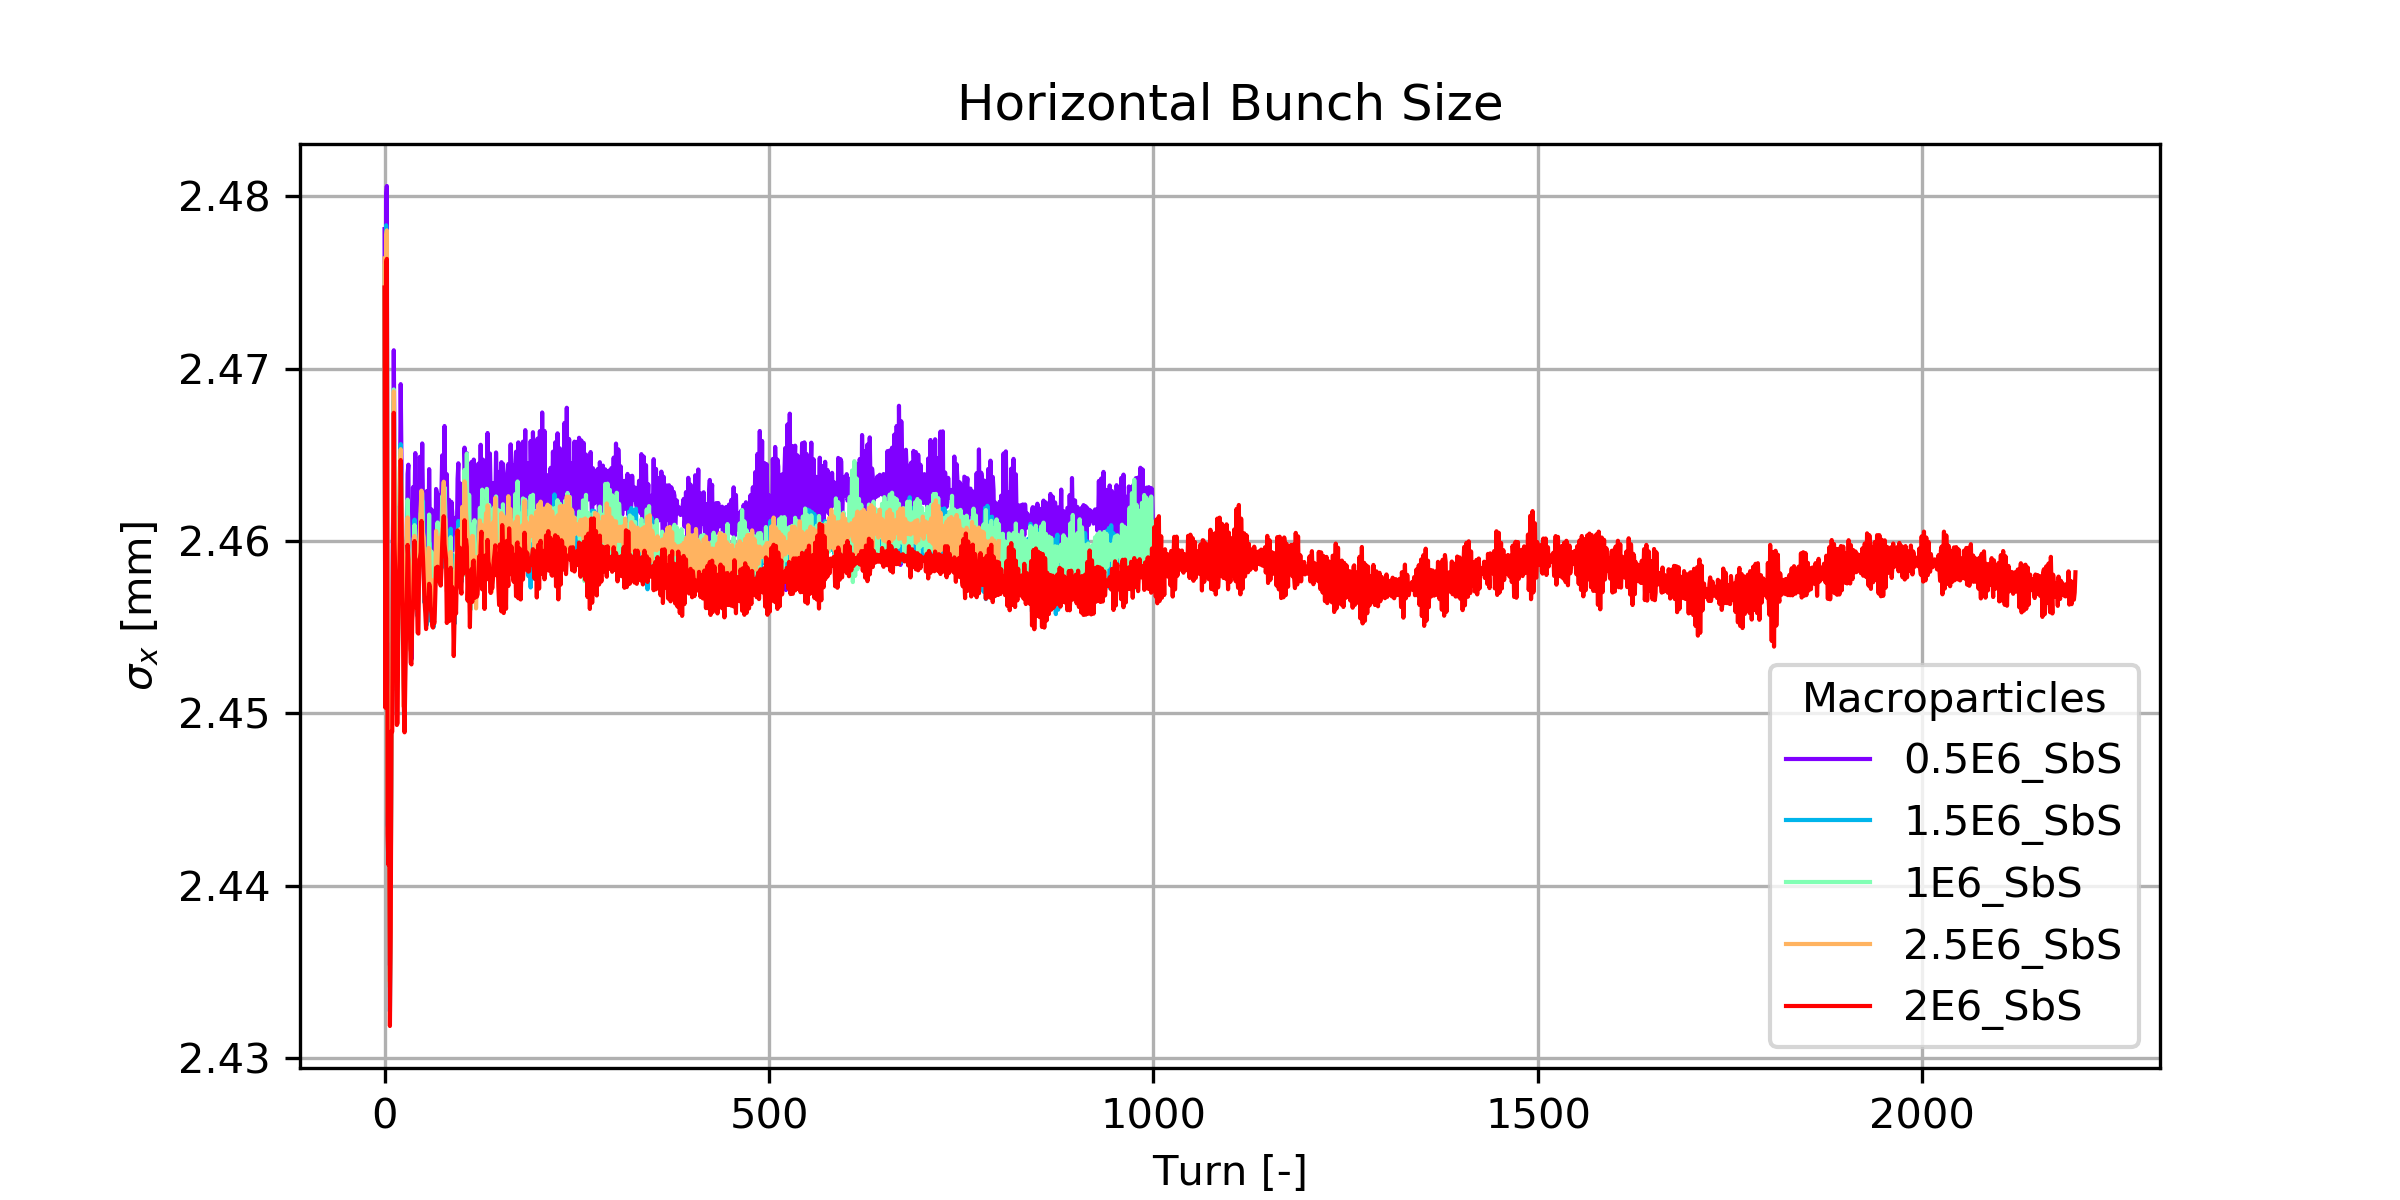 Horizontal Bunch Size
2.48
2.47
2.46
2.45
2.44
2.43
σx [mm]
0 500 1000 1500 2000
Turn [-]
Macroparticles
0.5E6_SbS
1.5E6_SbS
1E6_SbS
2.5E6_SbS
2E6_SbS